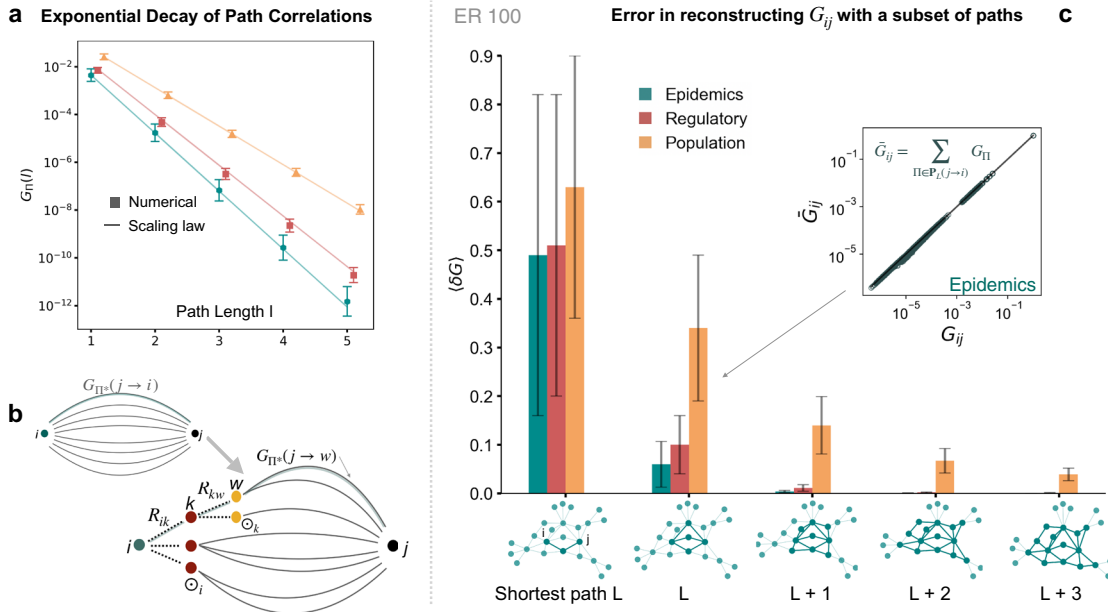 a
Exponential Decay of Path Correlations
G_Π(l)
10⁻²
10⁻⁴
10⁻⁶
10⁻⁸
10⁻¹⁰
10⁻¹²
Numerical
Scaling law
Path Length l
1 2 3 4 5
b
G_Π*(j → i)
i
j
G_Π*(j → w)
w
R_kw
k
R_ik
⊙_k
i
j
⊙_i
ER 100
Error in reconstructing G_ij with a subset of paths
c
⟨δG⟩
0.9
0.8
0.7
0.6
0.5
0.4
0.3
0.2
0.1
0.0
Epidemics
Regulatory
Population
Ḡ_ij = ∑_{Π∈P_L(j→i)} G_Π
Ḡ_ij
10⁻¹
10⁻³
10⁻⁵
Epidemics
10⁻⁵ 10⁻³ 10⁻¹
G_ij
i
j
Shortest path L
L
L + 1
L + 2
L + 3